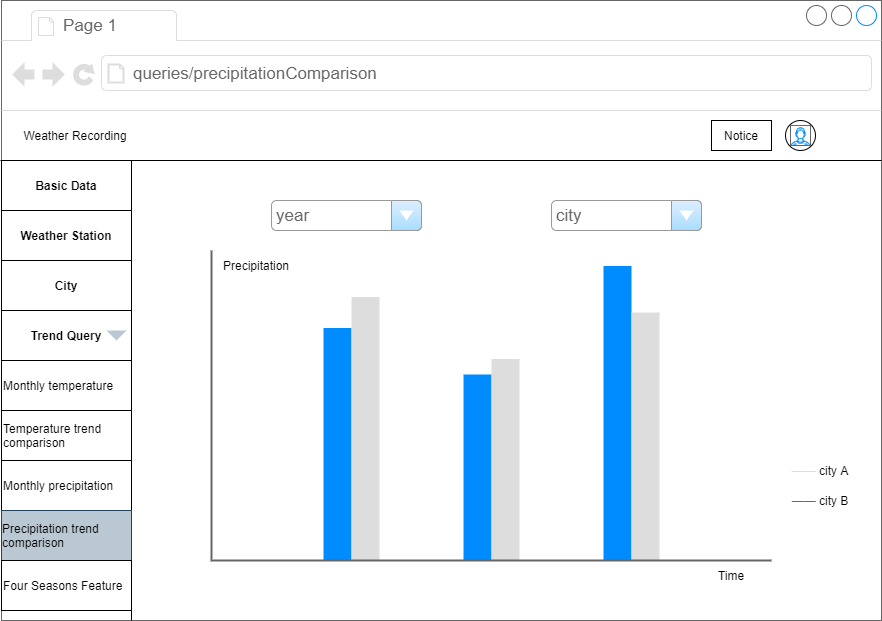 Page 1
queries/precipitationComparison
Weather Recording
Notice
Basic Data
Weather Station
City
Trend Query
Monthly temperature
Temperature trend
comparison
Monthly precipitation
Precipitation trend
comparison
Four Seasons Feature
year
city
Precipitation
city A
city B
Time